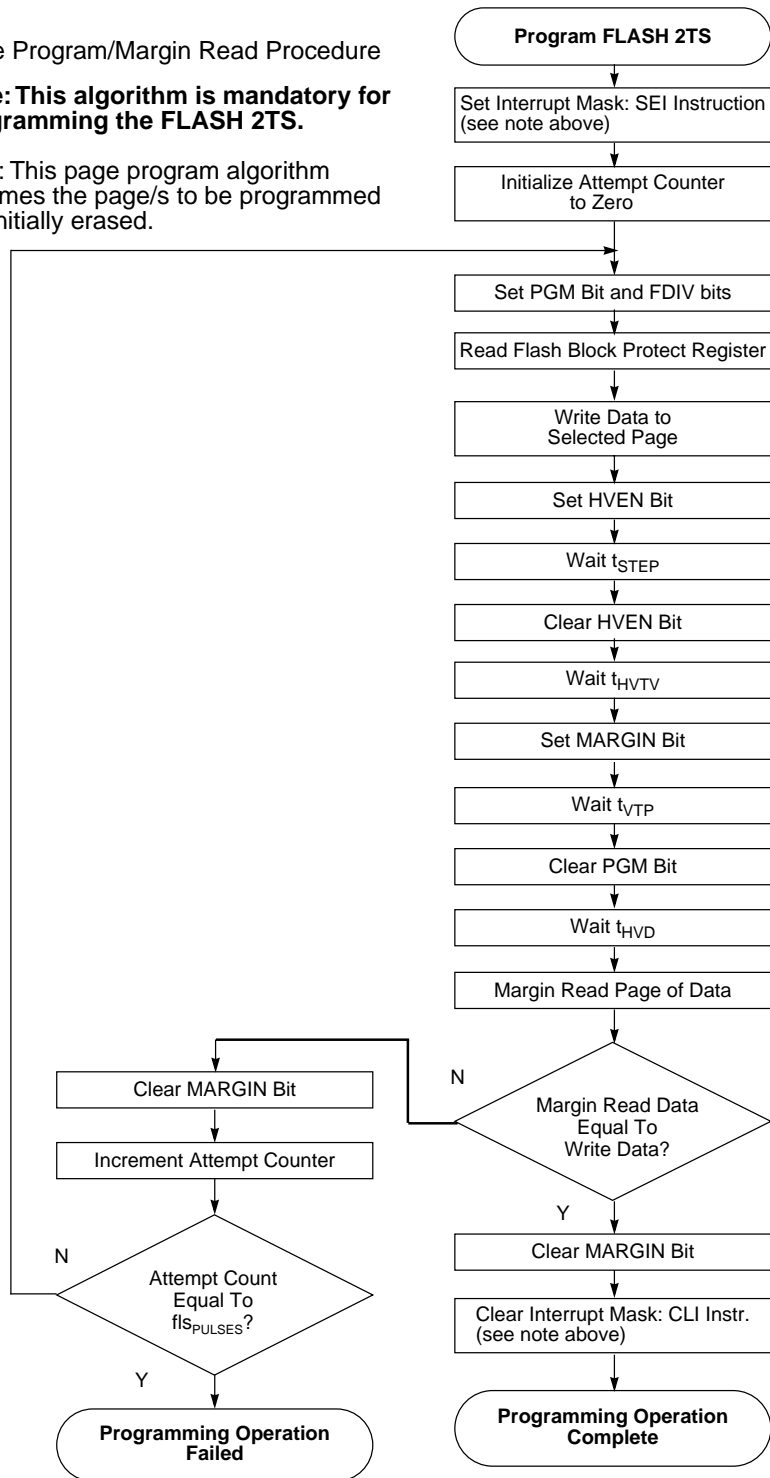 e Program/Margin Read Procedure
e: This algorithm is mandatory for
gramming the FLASH 2TS.
: This page program algorithm
mes the page/s to be programmed
nitially erased.
Program FLASH 2TS
Set Interrupt Mask: SEI Instruction
(see note above)
Initialize Attempt Counter
to Zero
Set PGM Bit and FDIV bits
Read Flash Block Protect Register
Write Data to
Selected Page
Set HVEN Bit
Wait tSTEP
Clear HVEN Bit
Wait tHVTV
Set MARGIN Bit
Wait tVTP
Clear PGM Bit
Wait tHVD
Margin Read Page of Data
N
Margin Read Data
Equal To
Write Data?
Y
Clear MARGIN Bit
Increment Attempt Counter
N
Attempt Count
Equal To
flsPULSES?
Y
Programming Operation
Failed
Clear MARGIN Bit
Clear Interrupt Mask: CLI Instr.
(see note above)
Programming Operation
Complete